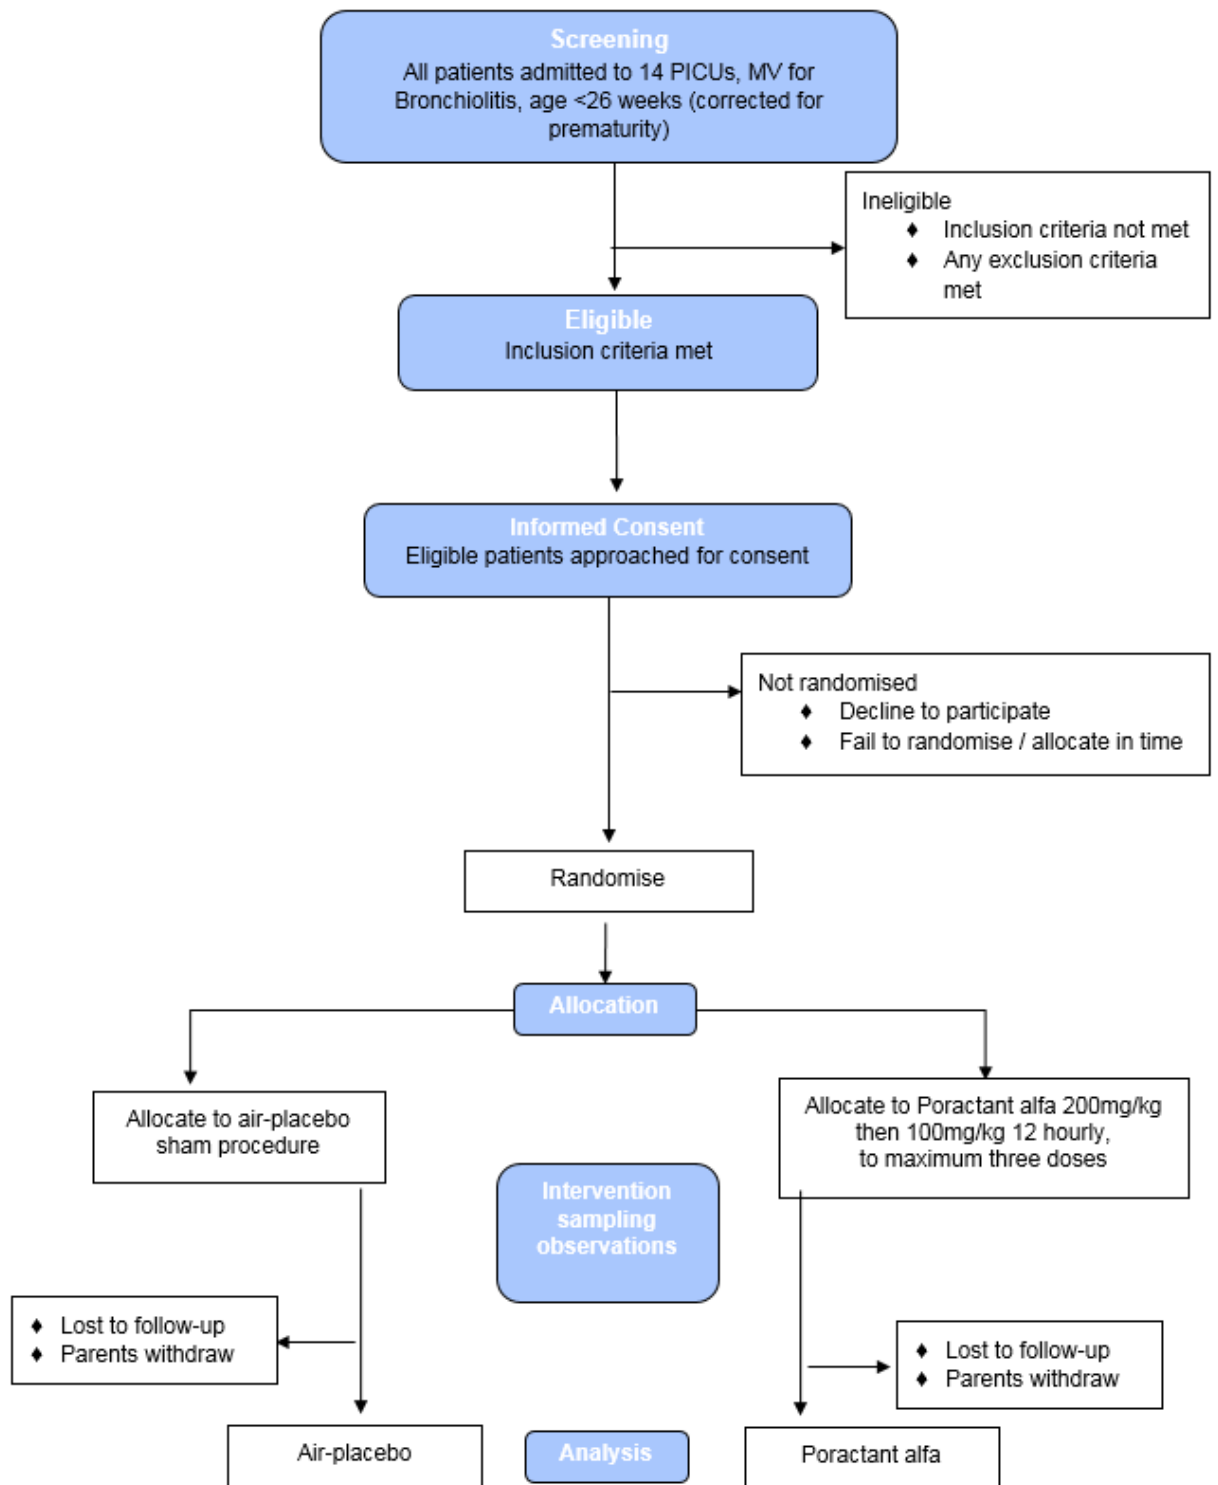 Screening
All patients admitted to 14 PICUs, MV for
Bronchiolitis, age <26 weeks (corrected for
prematurity)
Ineligible
♦ Inclusion criteria not met
♦ Any exclusion criteria
met
Eligible
Inclusion criteria met
Informed Consent
Eligible patients approached for consent
Not randomised
♦ Decline to participate
♦ Fail to randomise / allocate in time
Randomise
Allocation
Allocate to air-placebo
sham procedure
Allocate to Poractant alfa 200mg/kg
then 100mg/kg 12 hourly,
to maximum three doses
Intervention
sampling
observations
♦ Lost to follow-up
♦ Parents withdraw
♦ Lost to follow-up
♦ Parents withdraw
Air-placebo
Analysis
Poractant alfa